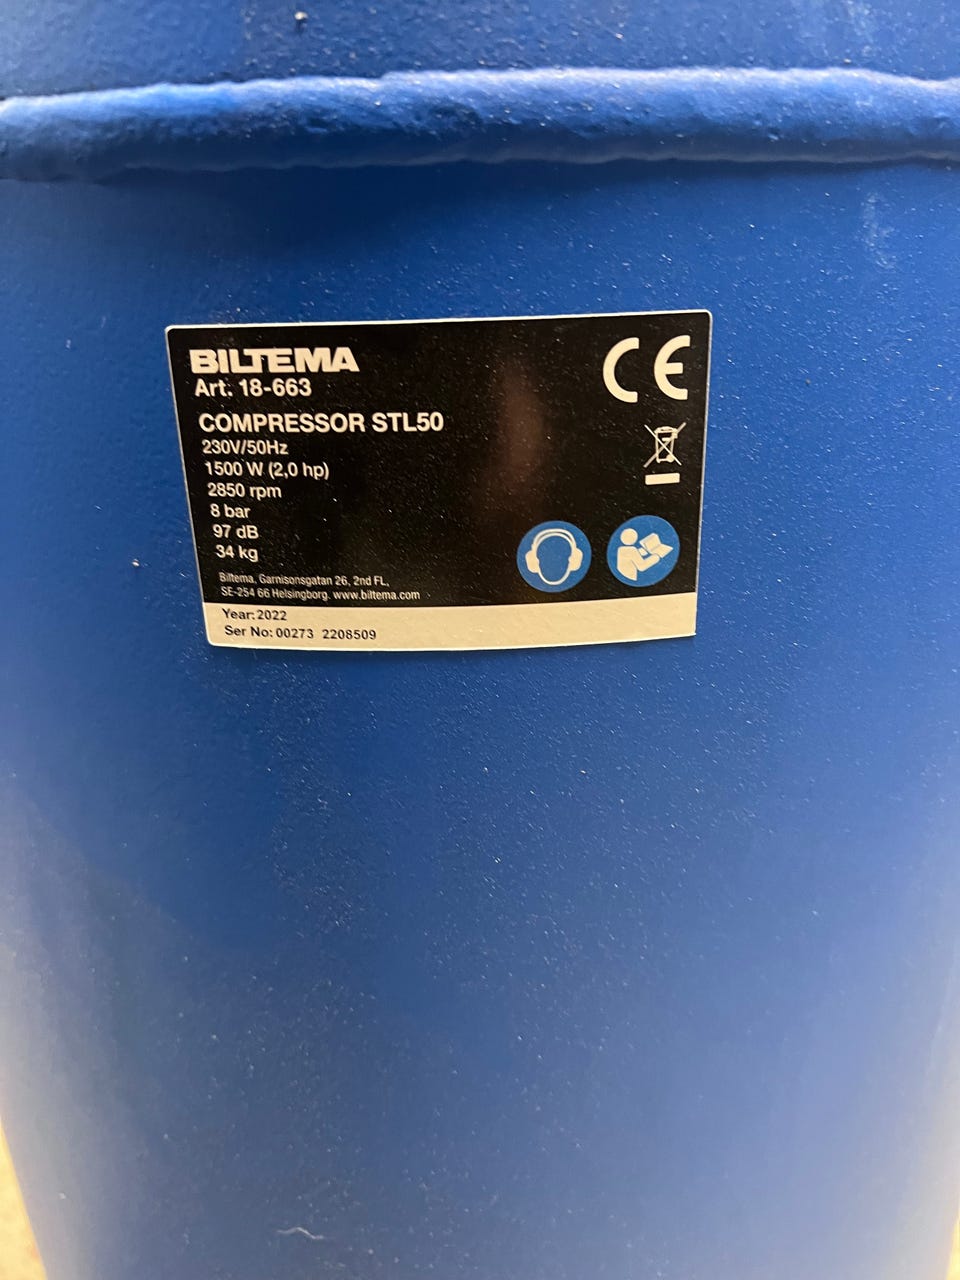 BILTEMA
Art. 18-663
COMPRESSOR STL50
230V/50Hz
1500 W (2,0 hp)
2850 rpm
8 bar
97 dB
34 kg
Biltema, Garnisonsgatan 26, 2nd FL,
SE-254 66 Helsingborg. www.biltema.com
Year: 2022
Ser No: 00273 2208509
CE